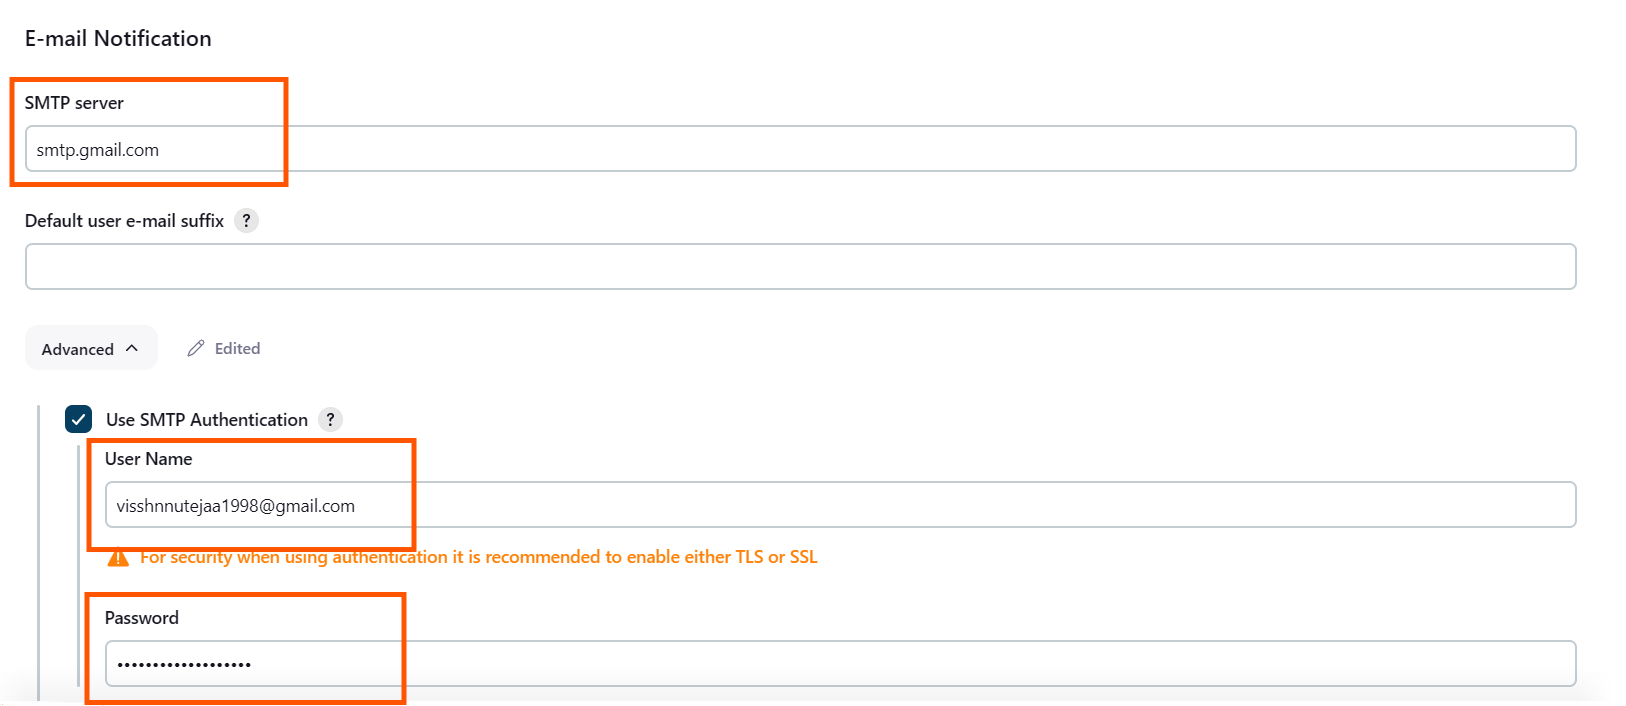 E-mail Notification
SMTP server
smtp.gmail.com
Default user e-mail suffix ?
Advanced Edited
Use SMTP Authentication ?
User Name
visshnnutejaa1998@gmail.com
For security when using authentication it is recommended to enable either TLS or SSL
Password
•••••••••••••••••••